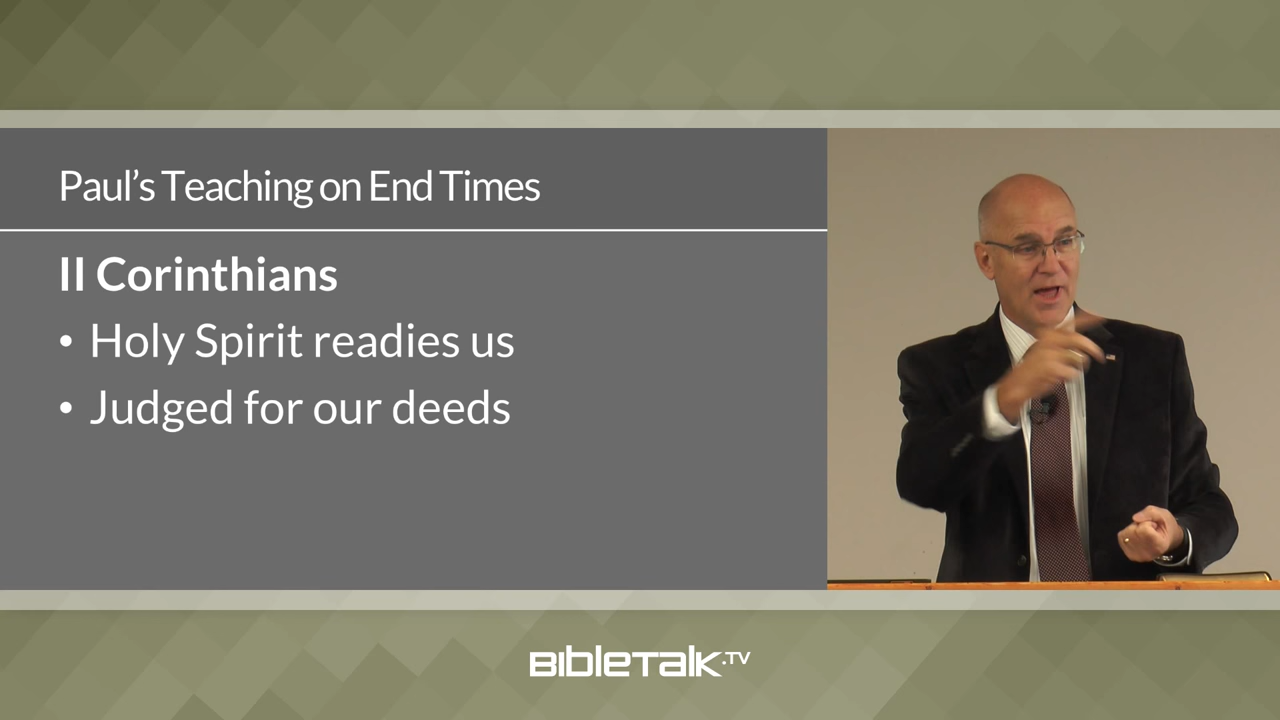 Paul's Teaching on End Times
II Corinthians
• Holy Spirit readies us
• Judged for our deeds
BibleTalk.TV